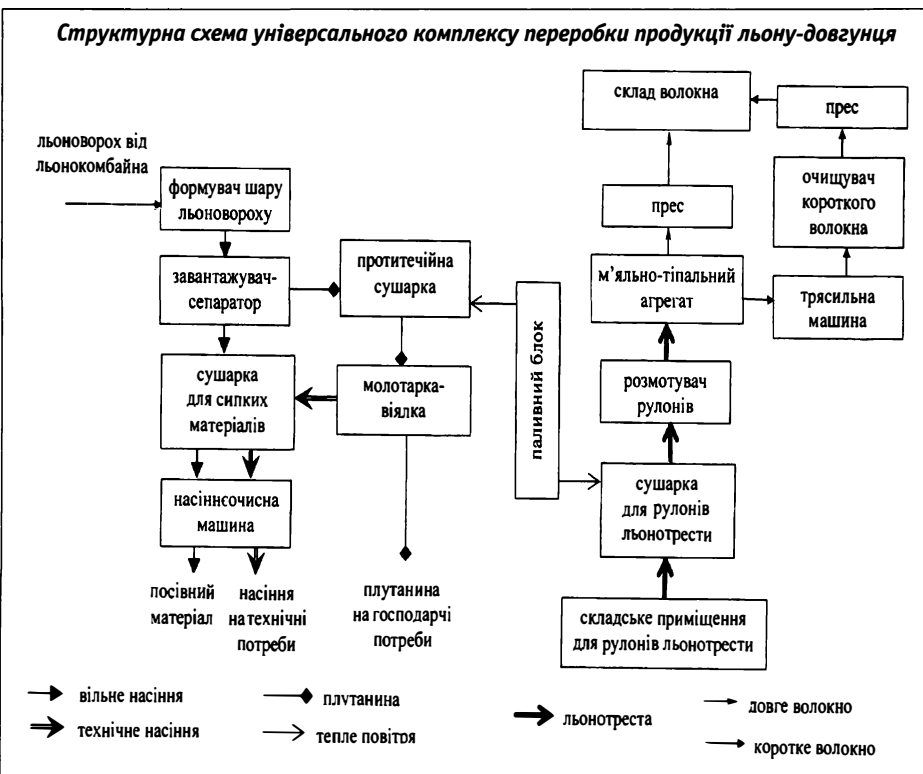 Структурна схема універсального комплексу переробки продукції льону-довгунця
льоноворох від
льонокомбайна
формувач шару
льоновороху
завантажувач-
сепаратор
сушарка
для сипких
матеріалів
насіннєочисна
машина
посівний
матеріал
насіння
на технічні
потреби
протитечійна
сушарка
молотарка-
віялка
плутанина
на господарчі
потреби
паливний блок
склад волокна
прес
прес
очищувач
короткого
волокна
м’яльно-тіпальний
агрегат
трясильна
машина
розмотувач
рулонів
сушарка
для рулонів
льонотрести
складське приміщення
для рулонів льонотрести
вільне насіння
технічне насіння
плутанина
тепле повітря
льонотреста
довге волокно
коротке волокно